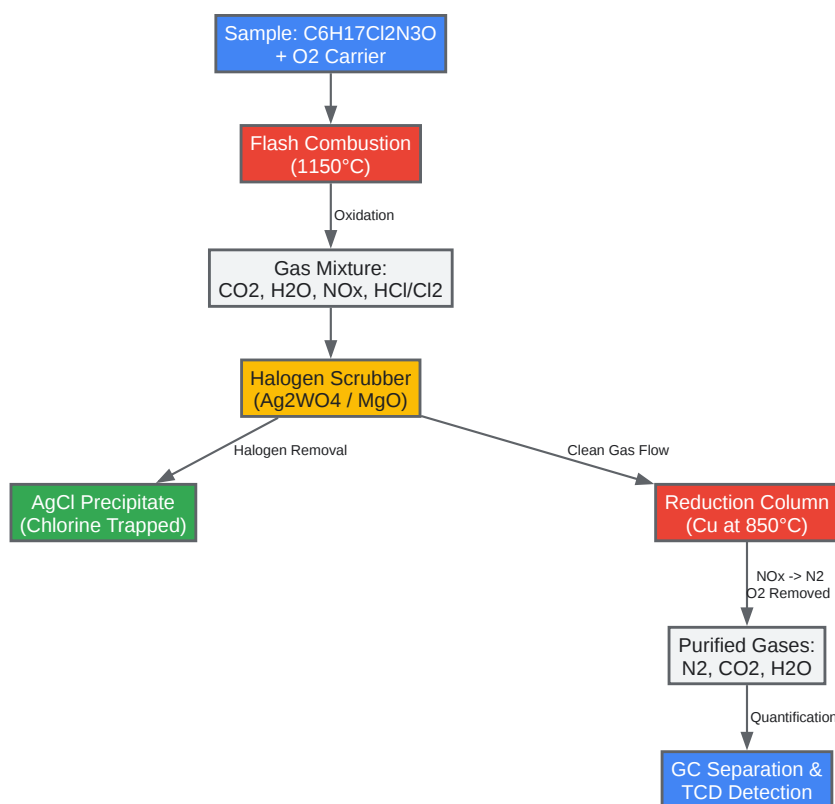 Sample: C6H17Cl2N3O
+ O2 Carrier
Flash Combustion
(1150°C)
Oxidation
Gas Mixture:
CO2, H2O, NOx, HCl/Cl2
Halogen Scrubber
(Ag2WO4 / MgO)
Halogen Removal
Clean Gas Flow
AgCl Precipitate
(Chlorine Trapped)
Reduction Column
(Cu at 850°C)
NOx -> N2
O2 Removed
Purified Gases:
N2, CO2, H2O
Quantification
GC Separation &
TCD Detection